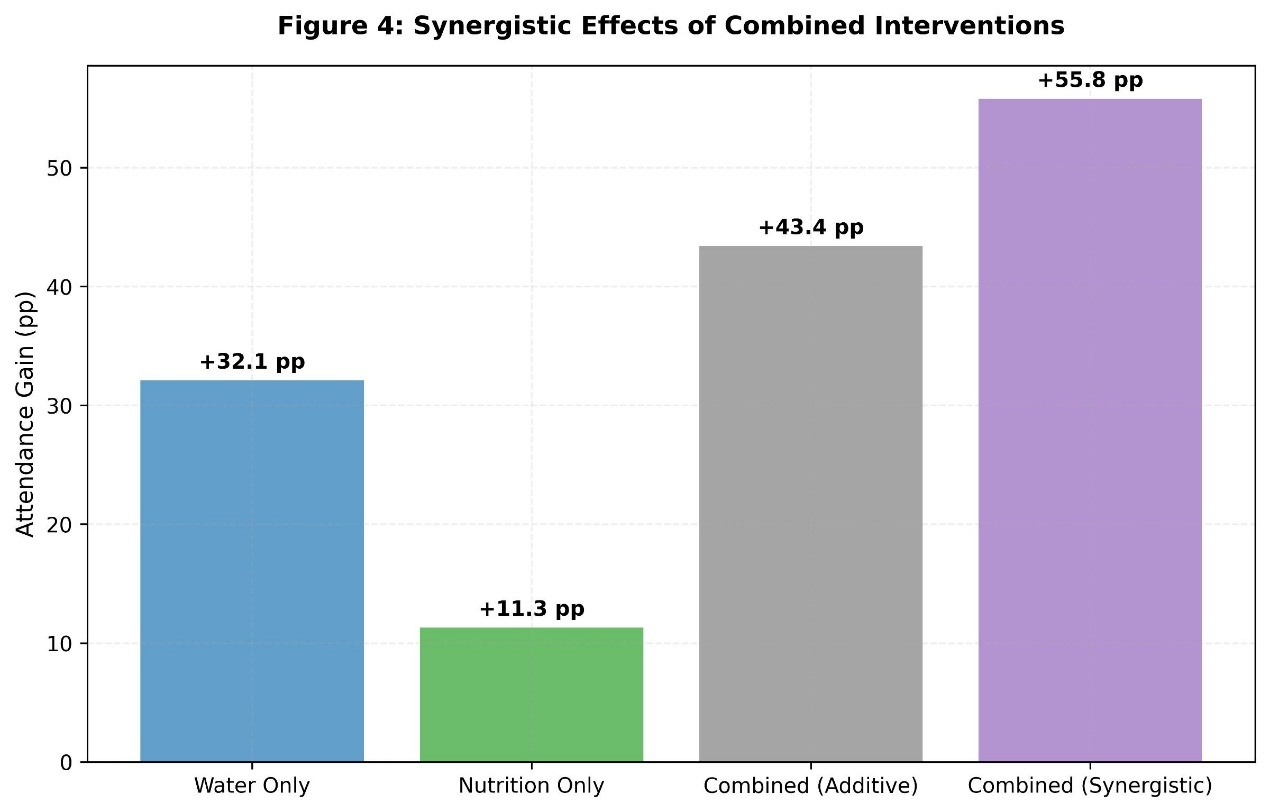 Figure 4: Synergistic Effects of Combined Interventions
+55.8 pp
50
+43.4 pp
40
+32.1 pp
30
Attendance Gain (pp)
20
+11.3 pp
10
0
Water Only Nutrition Only Combined (Additive) Combined (Synergistic)